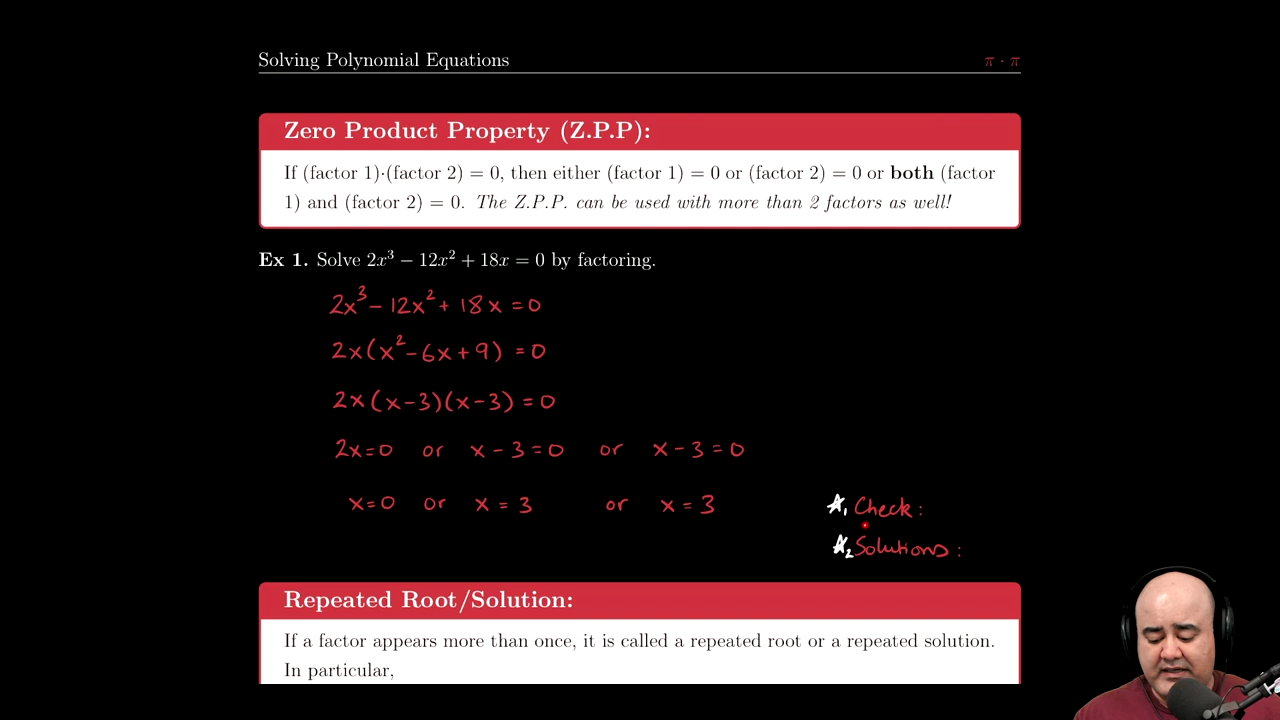 Solving Polynomial Equations π · π
Zero Product Property (Z.P.P):
If (factor 1)·(factor 2) = 0, then either (factor 1) = 0 or (factor 2) = 0 or both (factor
1) and (factor 2) = 0. The Z.P.P. can be used with more than 2 factors as well!
Ex 1. Solve 2x³ − 12x² + 18x = 0 by factoring.
2x³ − 12x² + 18x = 0
2x(x² − 6x + 9) = 0
2x(x−3)(x−3) = 0
2x=0 or x−3=0 or x−3=0
x=0 or x=3 or x=3
☆₁ Check:
☆₂ Solutions:
Repeated Root/Solution:
If a factor appears more than once, it is called a repeated root or a repeated solution.
In particular,